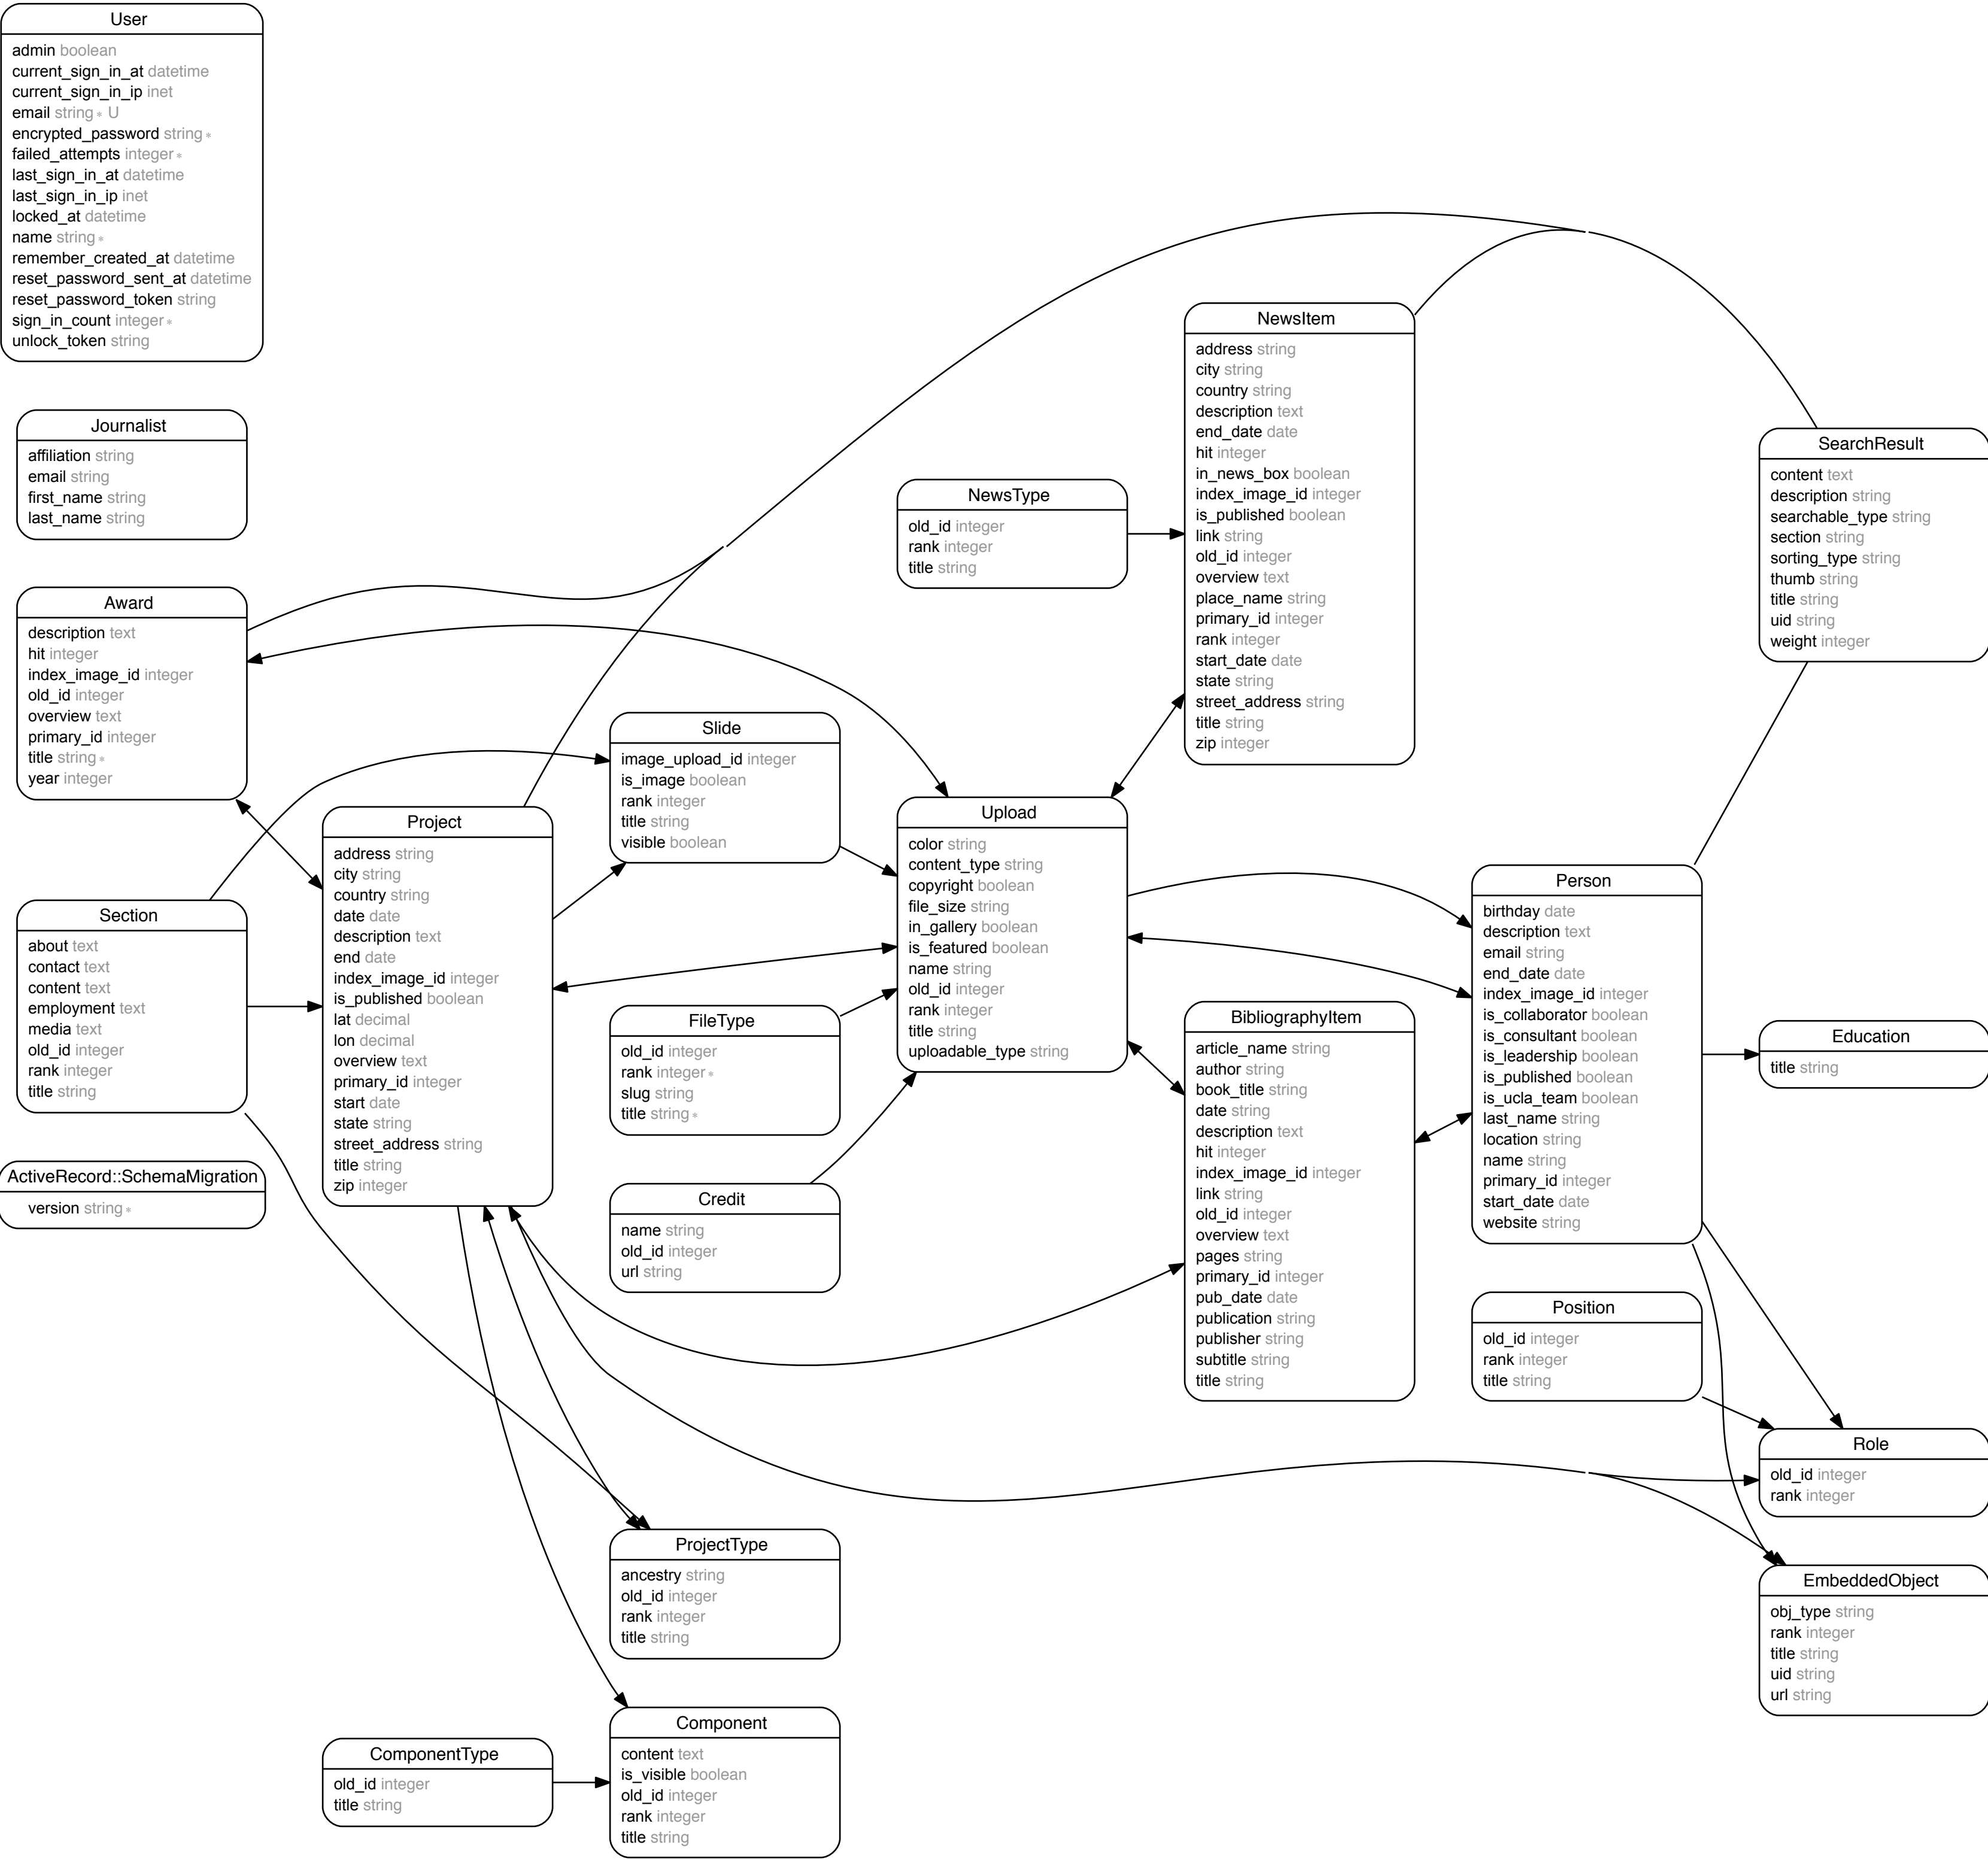 User
admin boolean
current_sign_in_at datetime
current_sign_in_ip inet
email string * U
encrypted_password string *
failed_attempts integer *
last_sign_in_at datetime
last_sign_in_ip inet
locked_at datetime
name string *
remember_created_at datetime
reset_password_sent_at datetime
reset_password_token string
sign_in_count integer *
unlock_token string
Journalist
affiliation string
email string
first_name string
last_name string
Award
description text
hit integer
index_image_id integer
old_id integer
overview text
primary_id integer
title string *
year integer
Section
about text
contact text
content text
employment text
media text
old_id integer
rank integer
title string
ActiveRecord::SchemaMigration
version string *
Project
address string
city string
country string
date date
description text
end date
index_image_id integer
is_published boolean
lat decimal
lon decimal
overview text
primary_id integer
start date
state string
street_address string
title string
zip integer
ComponentType
old_id integer
title string
Slide
image_upload_id integer
is_image boolean
rank integer
title string
visible boolean
FileType
old_id integer
rank integer *
slug string
title string *
Credit
name string
old_id integer
url string
ProjectType
ancestry string
old_id integer
rank integer
title string
Component
content text
is_visible boolean
old_id integer
rank integer
title string
NewsType
old_id integer
rank integer
title string
Upload
color string
content_type string
copyright boolean
file_size string
in_gallery boolean
is_featured boolean
name string
old_id integer
rank integer
title string
uploadable_type string
NewsItem
address string
city string
country string
description text
end_date date
hit integer
in_news_box boolean
index_image_id integer
is_published boolean
link string
old_id integer
overview text
place_name string
primary_id integer
rank integer
start_date date
state string
street_address string
title string
zip integer
BibliographyItem
article_name string
author string
book_title string
date string
description text
hit integer
index_image_id integer
link string
old_id integer
overview text
pages string
primary_id integer
pub_date date
publication string
publisher string
subtitle string
title string
Person
birthday date
description text
email string
end_date date
index_image_id integer
is_collaborator boolean
is_consultant boolean
is_leadership boolean
is_published boolean
is_ucla_team boolean
last_name string
location string
name string
primary_id integer
start_date date
website string
Position
old_id integer
rank integer
title string
SearchResult
content text
description string
searchable_type string
section string
sorting_type string
thumb string
title string
uid string
weight integer
Education
title string
Role
old_id integer
rank integer
EmbeddedObject
obj_type string
rank integer
title string
uid string
url string